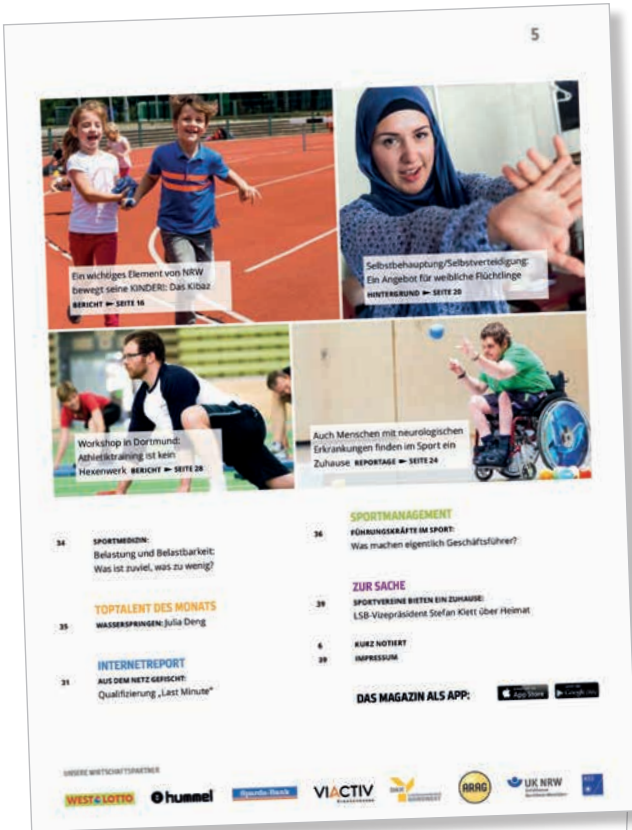 5
Ein wichtiges Element von NRW
bewegt seine KINDER!: Das Kibaz
BERICHT ► SEITE 16
Selbstbehauptung/Selbstverteidigung:
Ein Angebot für weibliche Flüchtlinge
HINTERGRUND ► SEITE 20
Workshop in Dortmund:
Athletiktraining ist kein
Hexenwerk BERICHT ► SEITE 28
Auch Menschen mit neurologischen
Erkrankungen finden im Sport ein
Zuhause REPORTAGE ► SEITE 24
34 SPORTMEDIZIN:
Belastung und Belastbarkeit:
Was ist zuviel, was zu wenig?
TOPTALENT DES MONATS
35 WASSERSPRINGEN: Julia Deng
INTERNETREPORT
31 AUS DEM NETZ GEFISCHT:
Qualifizierung „Last Minute"
SPORTMANAGEMENT
36 FÜHRUNGSKRÄFTE IM SPORT:
Was machen eigentlich Geschäftsführer?
ZUR SACHE
39 SPORTVEREINE BIETEN EIN ZUHAUSE:
LSB-Vizepräsident Stefan Klett über Heimat
6 KURZ NOTIERT
39 IMPRESSUM
DAS MAGAZIN ALS APP:
App Store
Google play
UNSERE WIRTSCHAFTSPARTNER
WESTLOTTO
hummel
Sparda-Bank
VIACTIV
Krankenkasse
ARAG
UK NRW